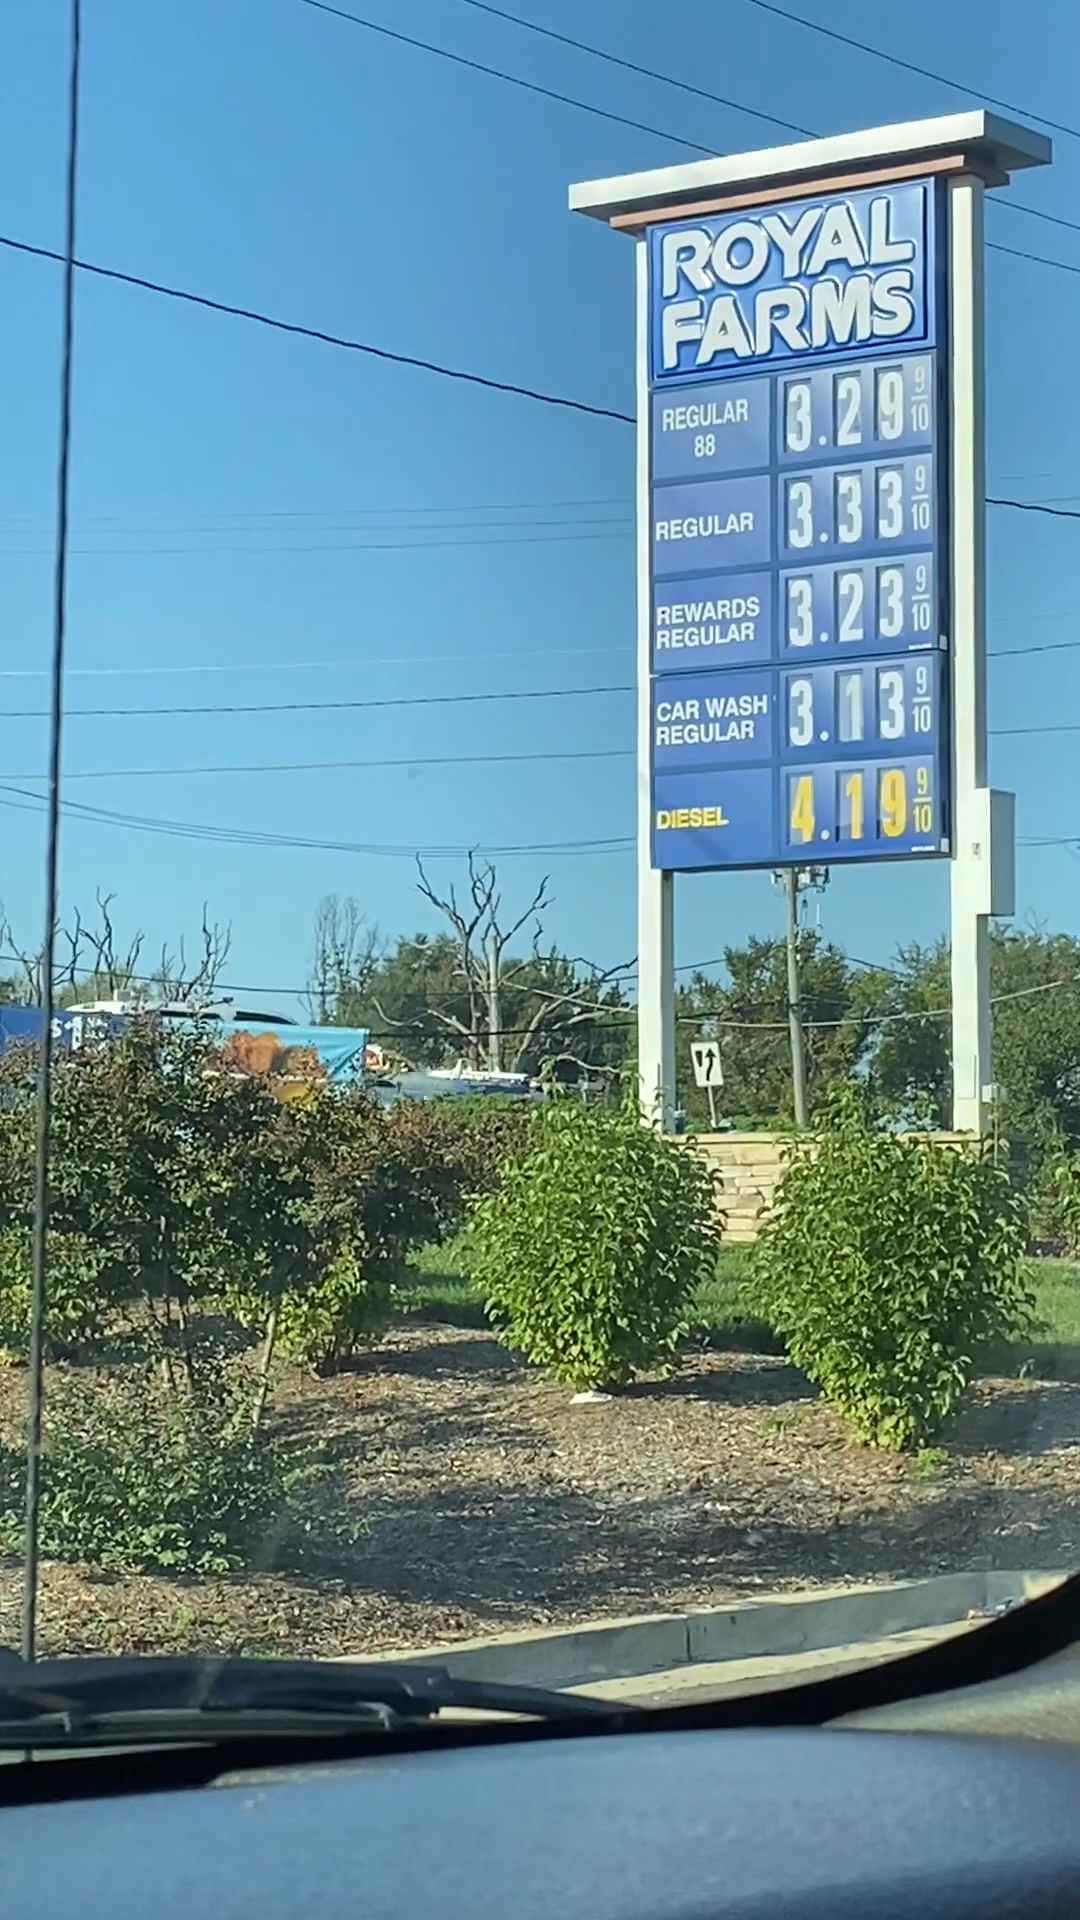 ROYAL
FARMS
REGULAR
88
3.29 9/10
REGULAR
3.33 9/10
REWARDS
REGULAR
3.23 9/10
CAR WASH
REGULAR
3.13 9/10
DIESEL
4.19 9/10